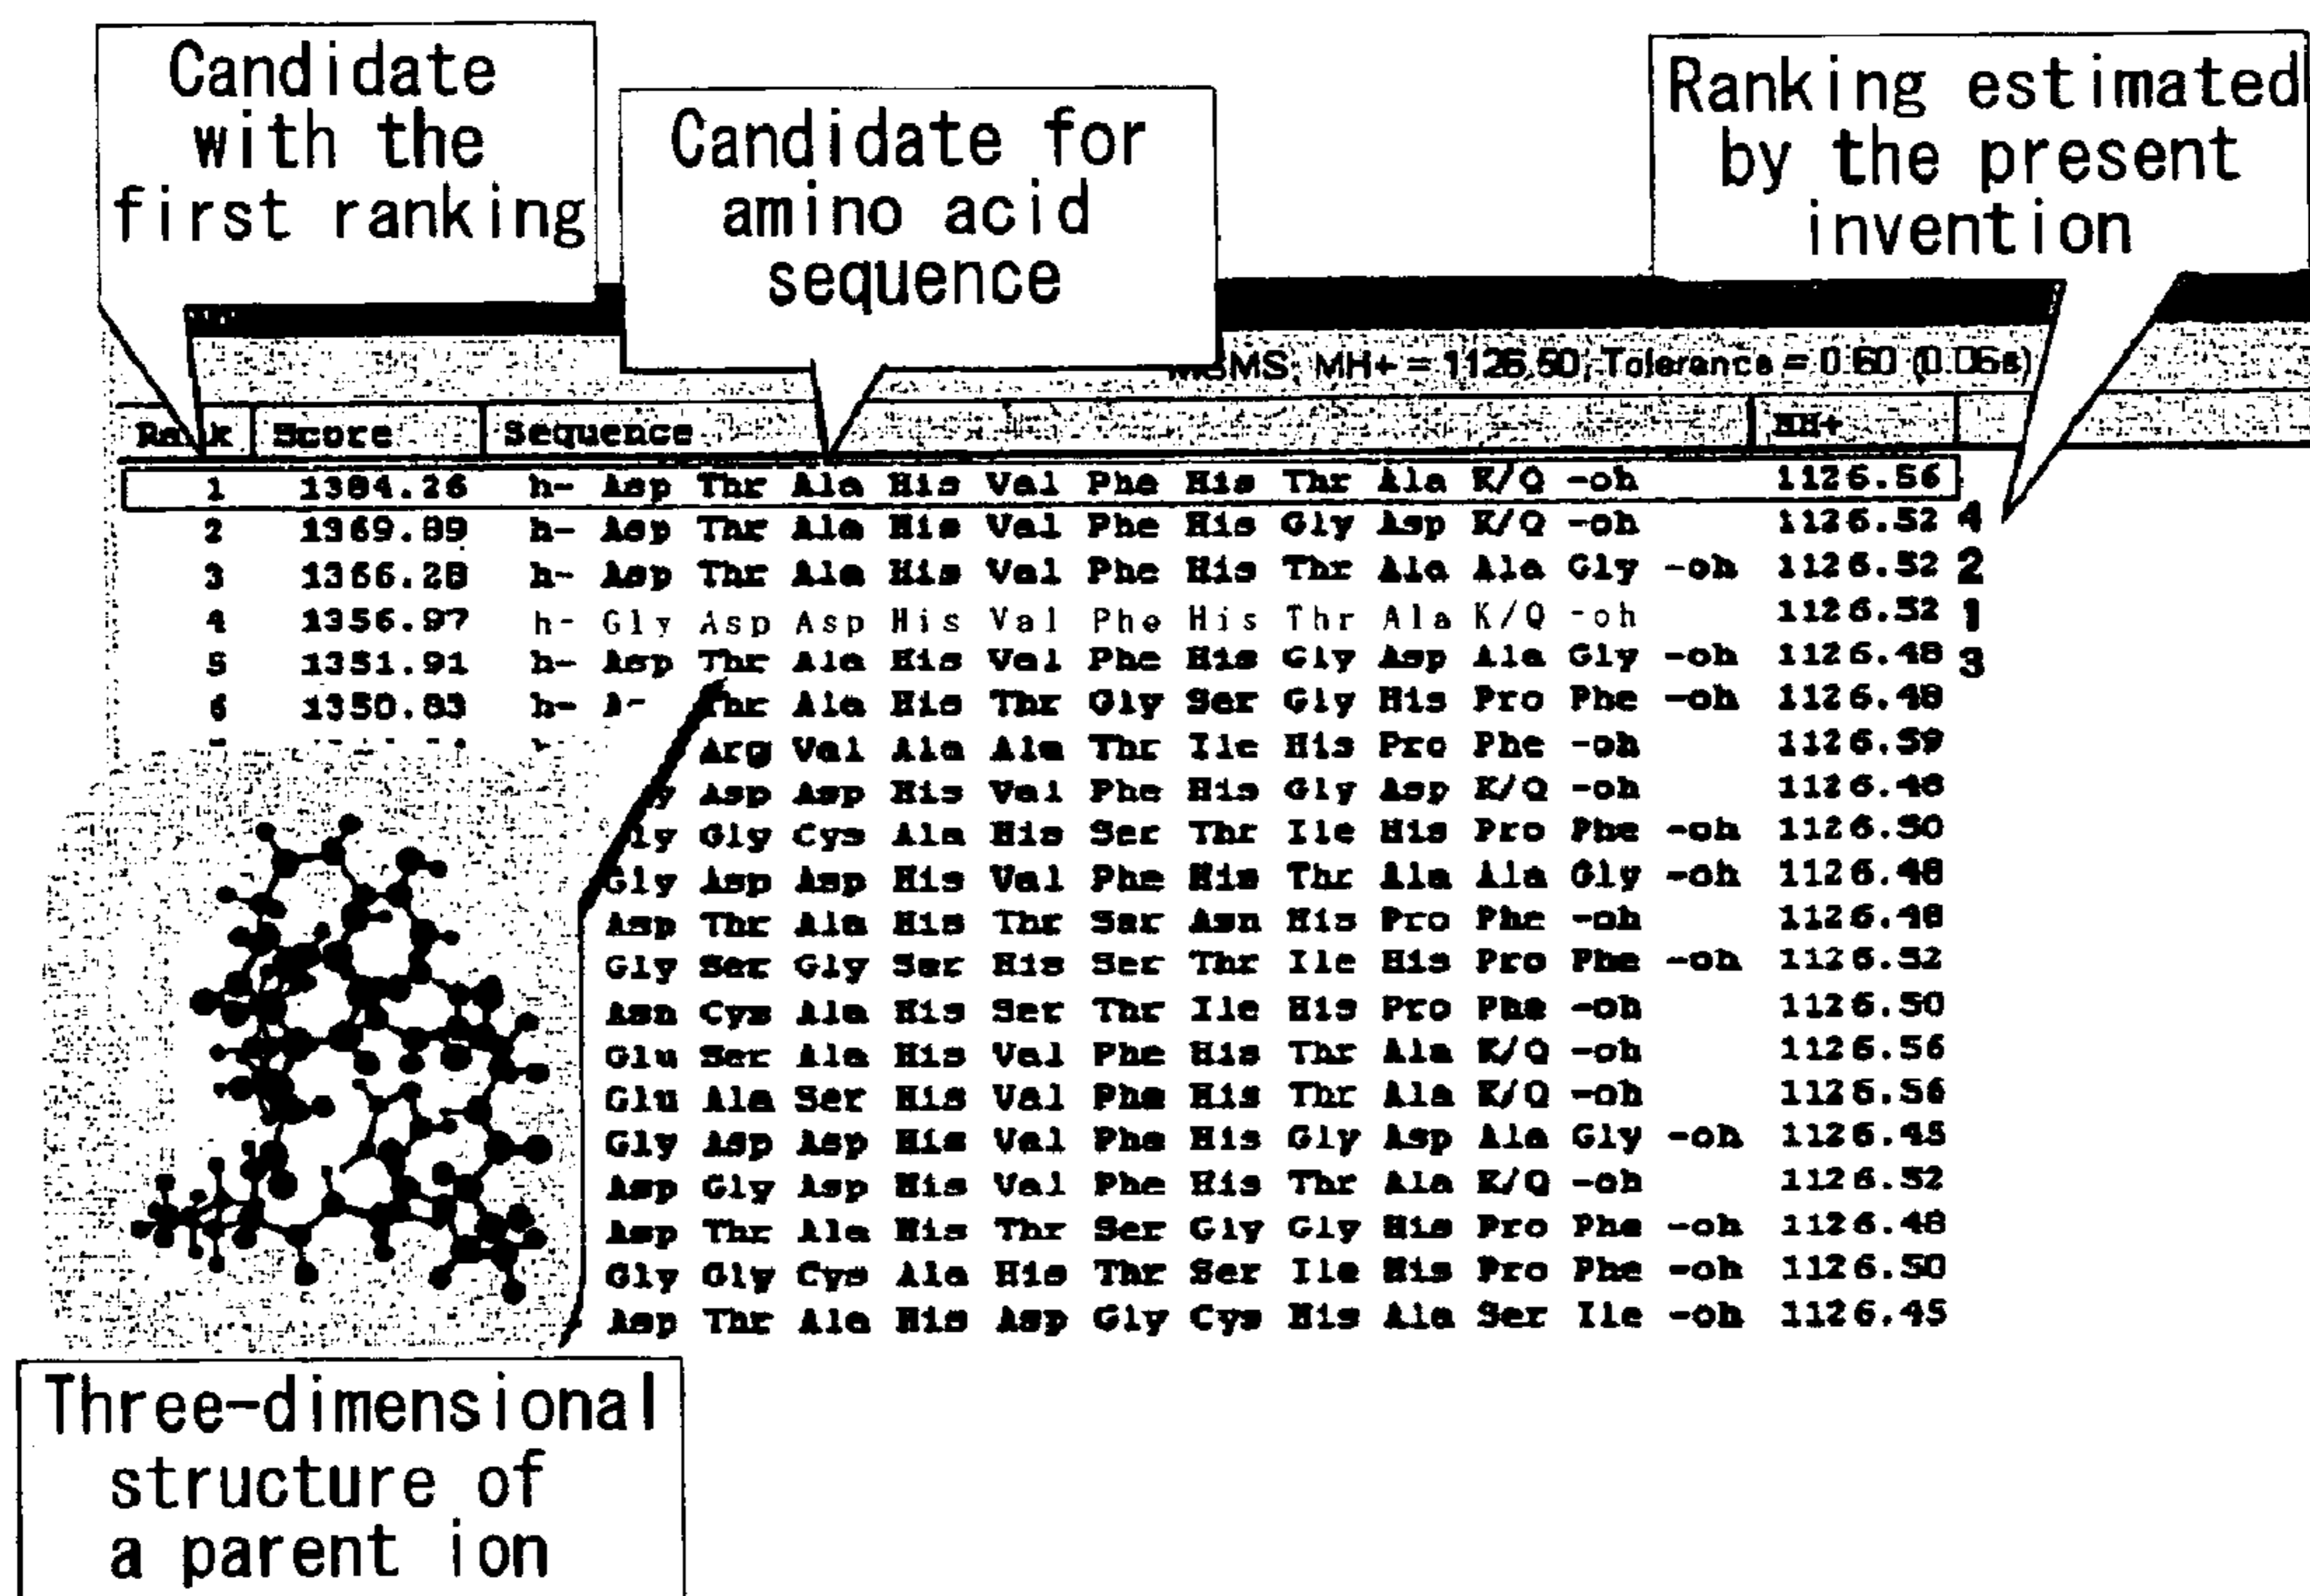 Candidate
with the
first ranking
Candidate for
amino acid
sequence
Ranking estimated
by the present
invention
MH+ = 1126.60; Tolerance = 0.60
Rank Score Sequence MH+
1 1384.26 h- Asp Thr Ala His Val Phe His Thr Ala K/Q -oh 1126.56
2 1369.89 h- Asp Thr Ala His Val Phe His Gly Asp K/Q -oh 1126.52 4
3 1366.28 h- Asp Thr Ala His Val Phe His Thr Ala Ala Gly -oh 1126.52 2
4 1356.97 h- Gly Asp Asp His Val Phe His Thr Ala K/Q -oh 1126.52 1
5 1351.91 h- Asp Thr Ala His Val Phe His Gly Asp Ala Gly -oh 1126.48 3
6 1350.83 h- Thr Ala His Thr Gly Ser Gly His Pro Phe -oh 1126.48
Arg Val Ala Ala Thr Ile His Pro Phe -oh 1126.59
Asp Asp His Val Phe His Gly Asp K/Q -oh 1126.48
Gly Cys Ala His Ser Thr Ile His Pro Phe -oh 1126.50
Gly Asp Asp His Val Phe His Thr Ala Ala Gly -oh 1126.48
Asp Thr Ala His Thr Ser Asn His Pro Phe -oh 1126.48
Gly Ser Gly Ser His Ser Thr Ile His Pro Phe -oh 1126.52
Asn Cys Ala His Ser Thr Ile His Pro Phe -oh 1126.50
Glu Ser Ala His Val Phe His Thr Ala K/Q -oh 1126.56
Glu Ala Ser His Val Phe His Thr Ala K/Q -oh 1126.56
Gly Asp Asp His Val Phe His Gly Asp Ala Gly -oh 1126.45
Asp Gly Asp His Val Phe His Thr Ala K/Q -oh 1126.52
Asp Thr Ala His Thr Ser Gly Gly His Pro Phe -oh 1126.48
Gly Gly Cys Ala His Thr Ser Ile His Pro Phe -oh 1126.50
Asp Thr Ala His Asp Gly Cys His Ala Ser Ile -oh 1126.45
Three-dimensional
structure of
a parent ion